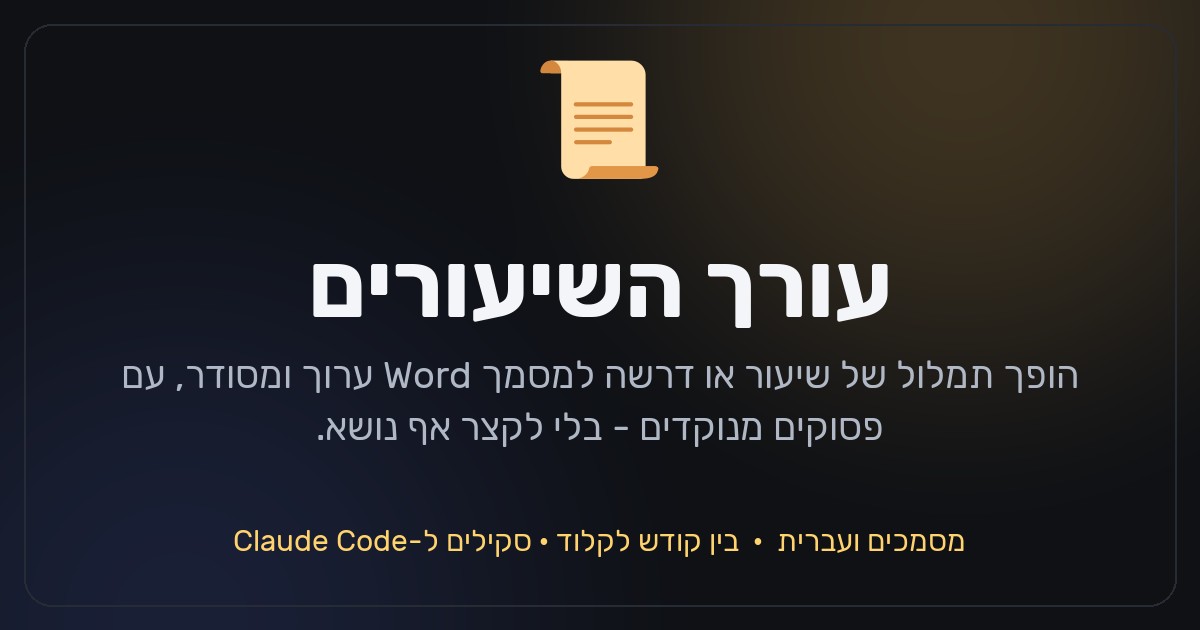 עורך השיעורים
הופך תמלול של שיעור או דרשה למסמך Word ערוך ומסודר, עם
פסוקים מנוקדים - בלי לקצר אף נושא.
מסמכים ועברית • בין קודש לקלוד • סקילים ל-Claude Code